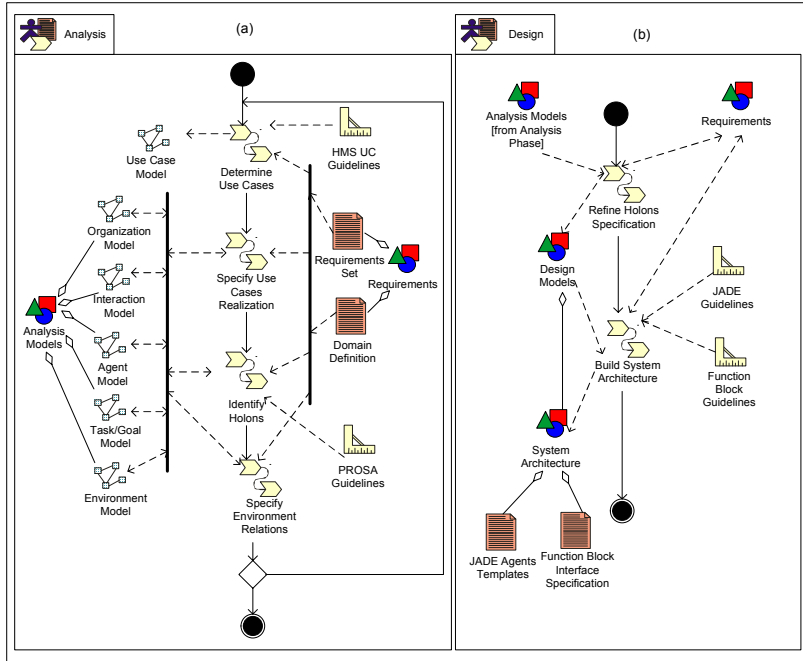 (a)
Analysis
Use Case
Model
HMS UC
Guidelines
Determine
Use Cases
Organization
Model
Requirements
Set
Requirements
Specify Use
Cases
Realization
Interaction
Model
Analysis
Models
Domain
Definition
Agent
Model
Identify
Holons
Task/Goal
Model
PROSA
Guidelines
Environment
Model
Specify
Environment
Relations
(b)
Design
Analysis Models
[from Analysis
Phase]
Requirements
Refine Holons
Specification
Design
Models
JADE
Guidelines
Build System
Architecture
Function
Block
Guidelines
System
Architecture
JADE Agents
Templates
Function Block
Interface
Specification